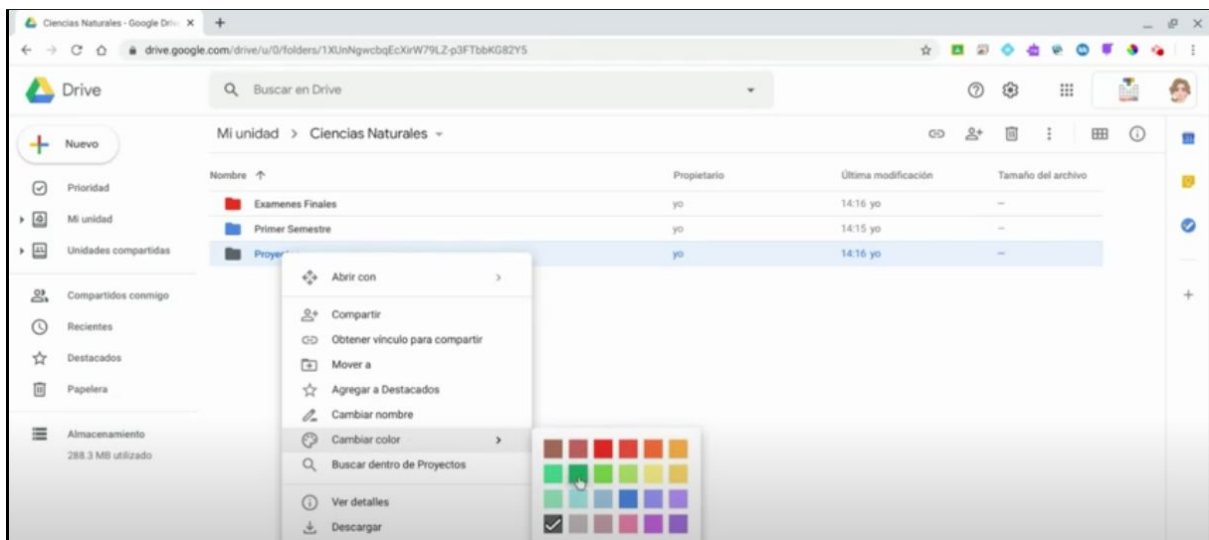 Ciencias Naturales - Google Driv
drive.google.com/drive/u/0/folders/1XUnNgwcbqEcXirW79LZ-p3FTbbKG82Y5
Drive
Buscar en Drive
Nuevo
Mi unidad > Ciencias Naturales
Nombre Propietario Última modificación Tamaño del archivo
Prioridad
Mi unidad
Unidades compartidas
Compartidos conmigo
Recientes
Destacados
Papelera
Almacenamiento
288.3 MB utilizado
Examenes Finales yo 14:16 yo –
Primer Semestre yo 14:15 yo –
Proye yo 14:16 yo –
Abrir con
Compartir
Obtener vínculo para compartir
Mover a
Agregar a Destacados
Cambiar nombre
Cambiar color
Buscar dentro de Proyectos
Ver detalles
Descargar